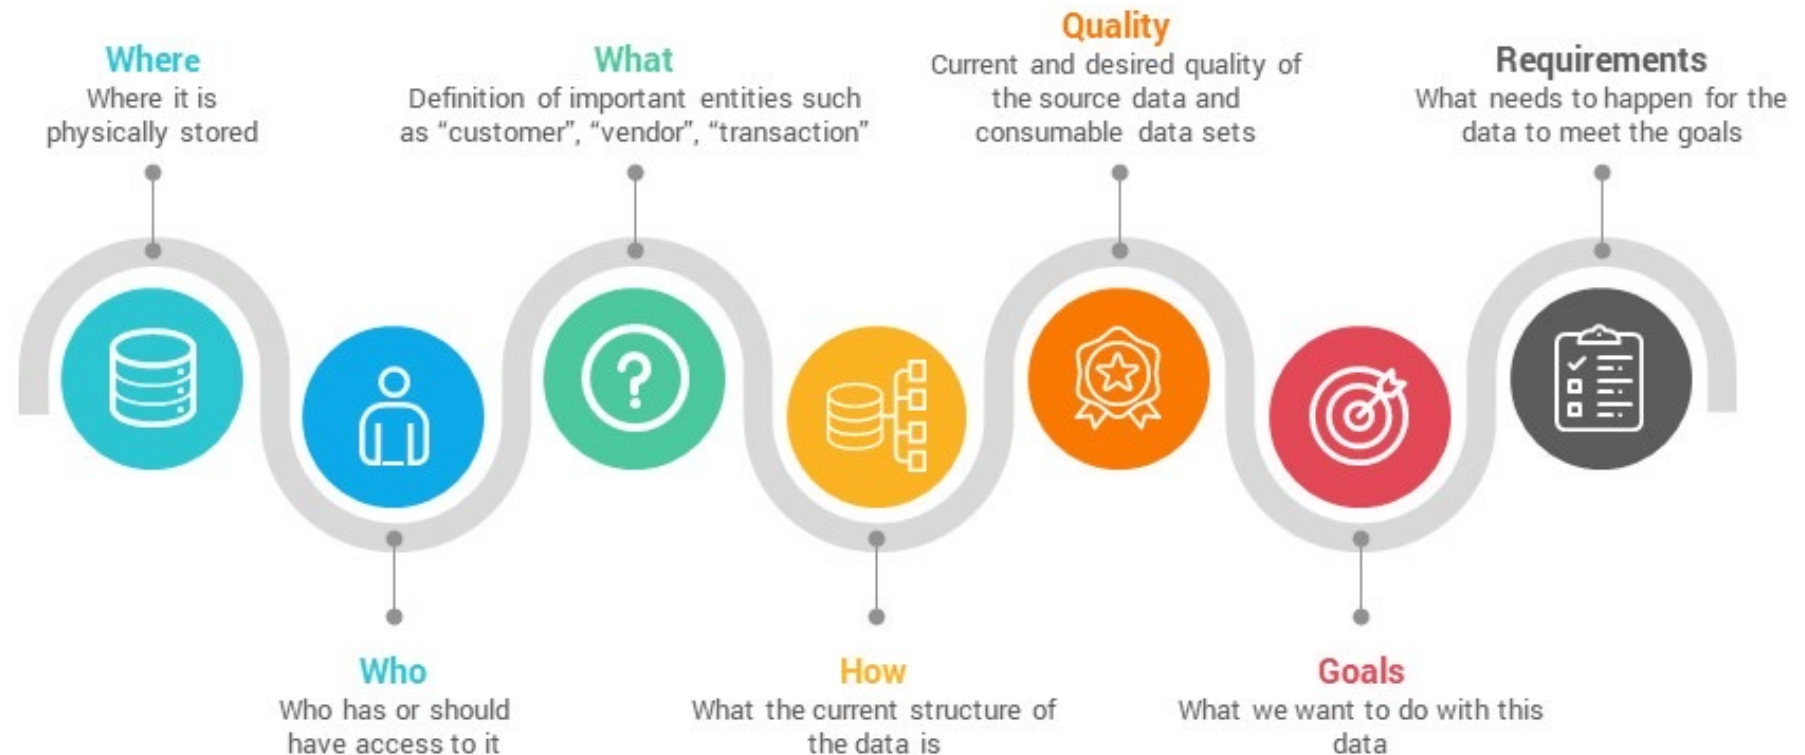 Where
Where it is
physically stored
Who
Who has or should
have access to it
What
Definition of important entities such
as “customer”, “vendor”, “transaction”
How
What the current structure of
the data is
Quality
Current and desired quality of
the source data and
consumable data sets
Goals
What we want to do with this
data
Requirements
What needs to happen for the
data to meet the goals